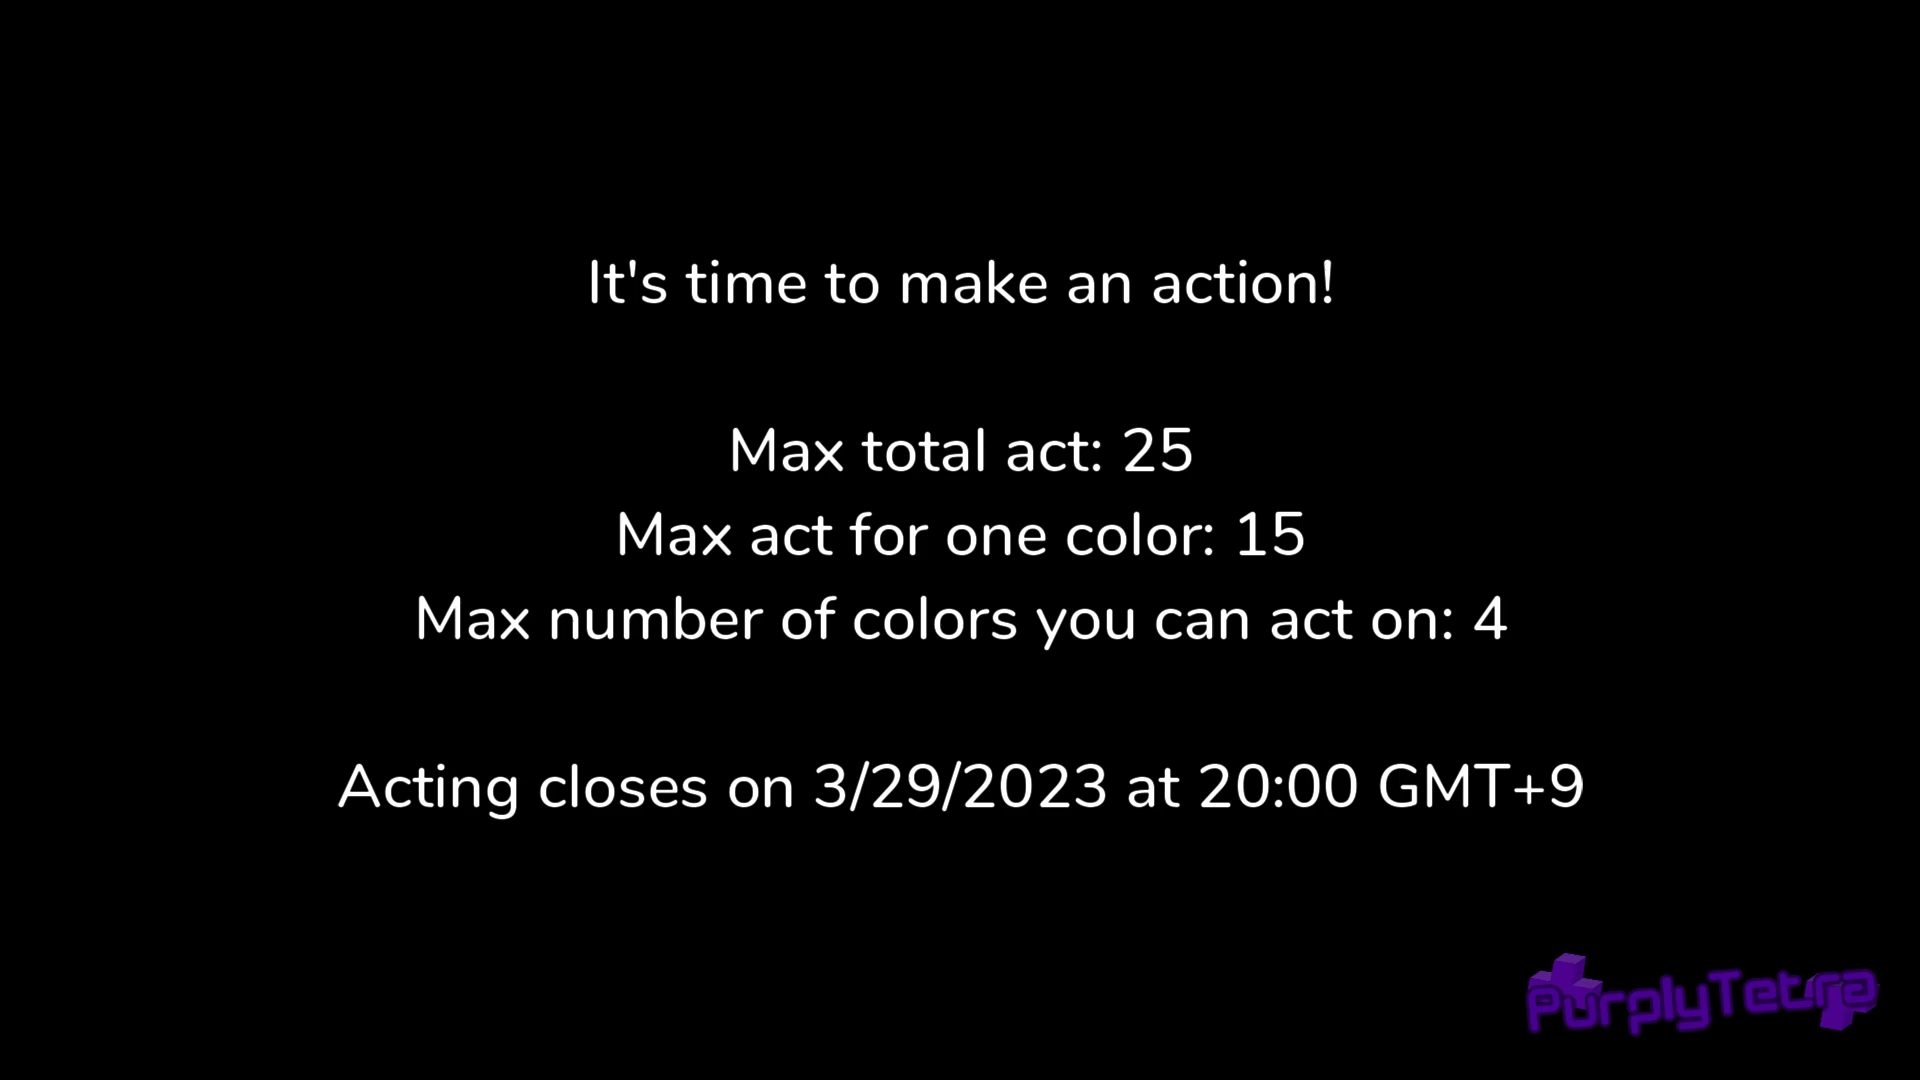 It's time to make an action!
Max total act: 25
Max act for one color: 15
Max number of colors you can act on: 4
Acting closes on 3/29/2023 at 20:00 GMT+9
PurplyTetra